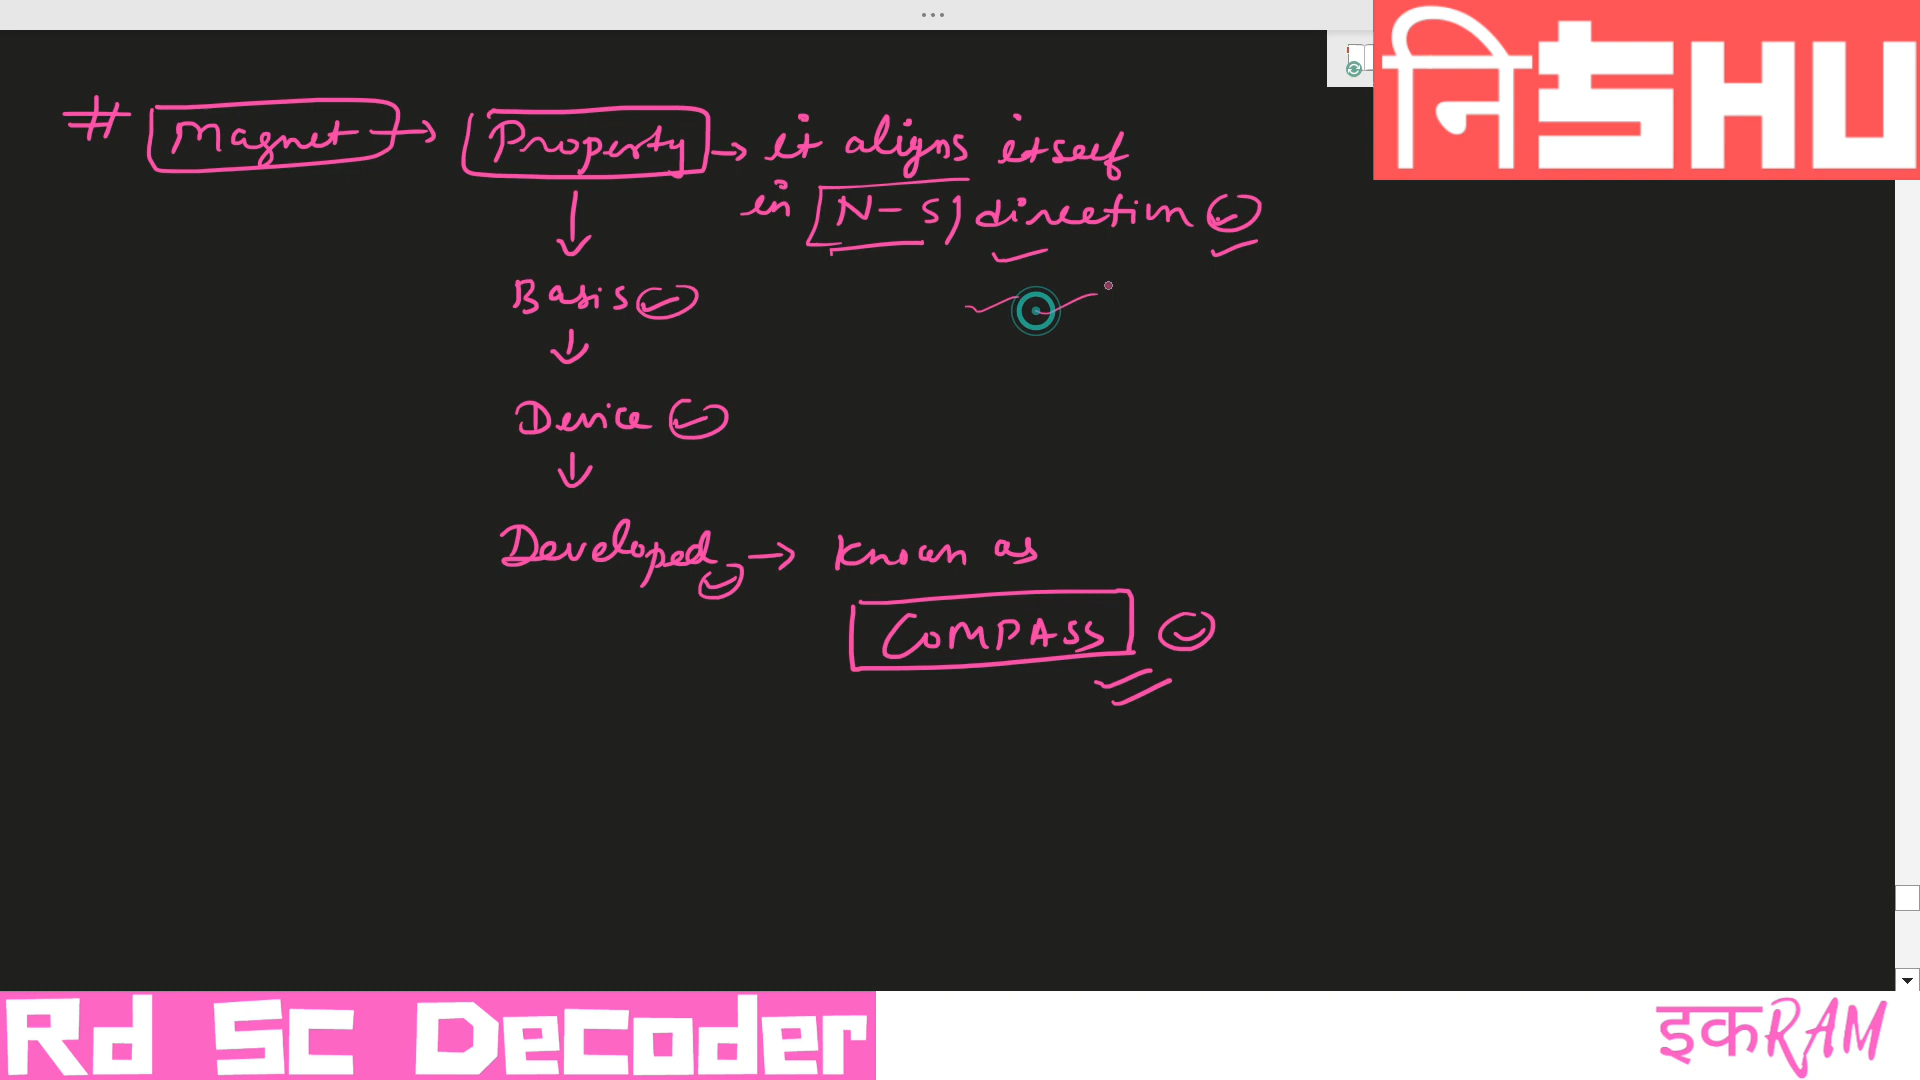 निSHU
# Magnet → Property → it aligns itself
in [N-S] direction
Basis
Device
Developed → known as
COMPASS
Rd Sc Decoder
इकRAM